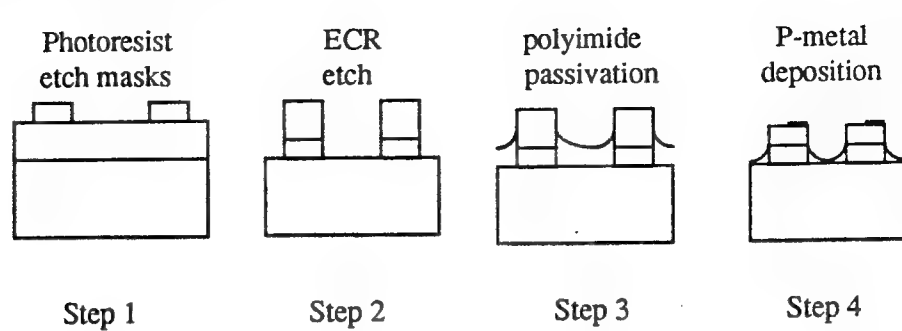 Photoresist
etch masks
ECR
etch
polyimide
passivation
P-metal
deposition
Step 1
Step 2
Step 3
Step 4